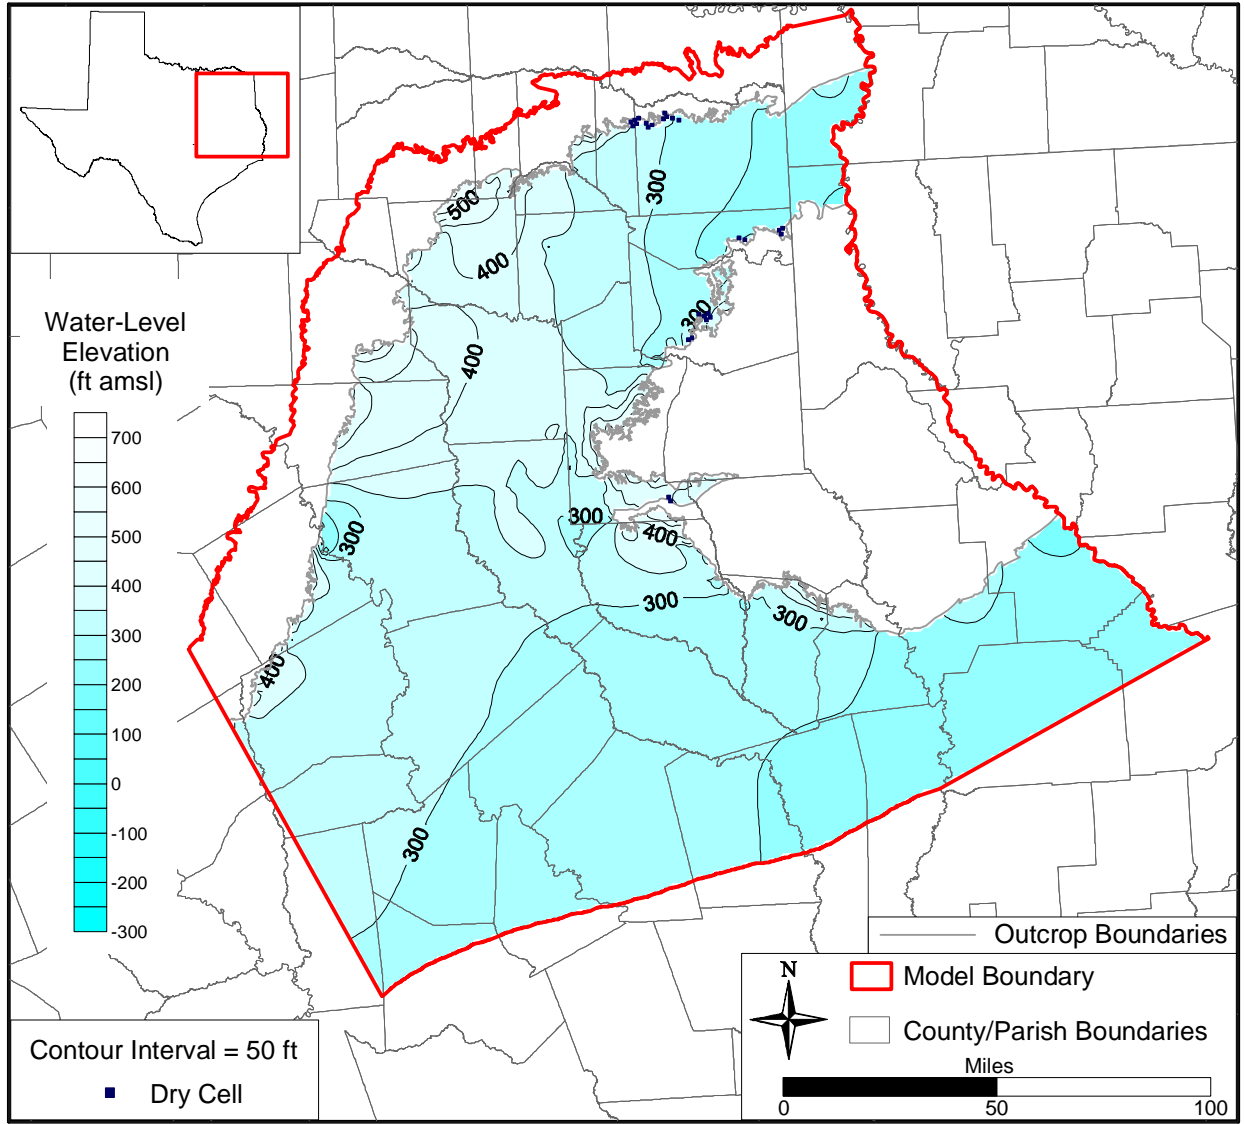 500
300
400
300
400
Water-Level
Elevation
(ft amsl)
700
600
500
400
300
200
100
0
-100
-200
-300
300
300
400
300
300
400
300
Outcrop Boundaries
N
Model Boundary
County/Parish Boundaries
Miles
0
50
100
Contour Interval = 50 ft
Dry Cell